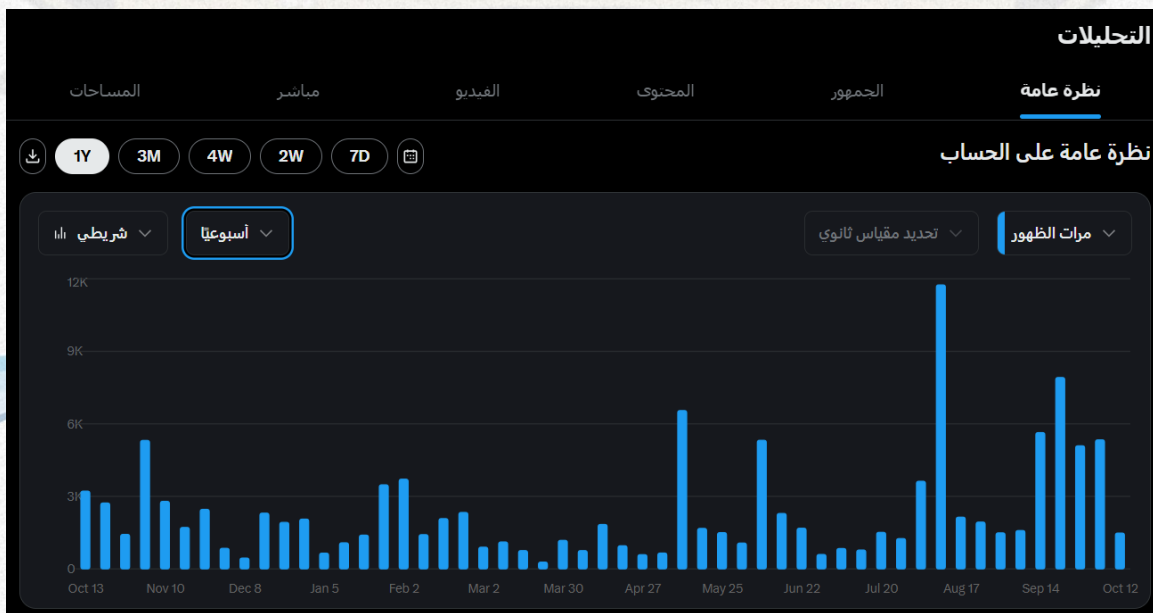 التحليلات
نظرة عامة
الجمهور
المحتوى
الفيديو
مباشر
المساحات
نظرة عامة على الحساب
7D
2W
4W
3M
1Y
مرات الظهور
تحديد مقياس ثانوي
أسبوعيًا
شريطي
12K
9K
6K
3K
0
Oct 13
Nov 10
Dec 8
Jan 5
Feb 2
Mar 2
Mar 30
Apr 27
May 25
Jun 22
Jul 20
Aug 17
Sep 14
Oct 12